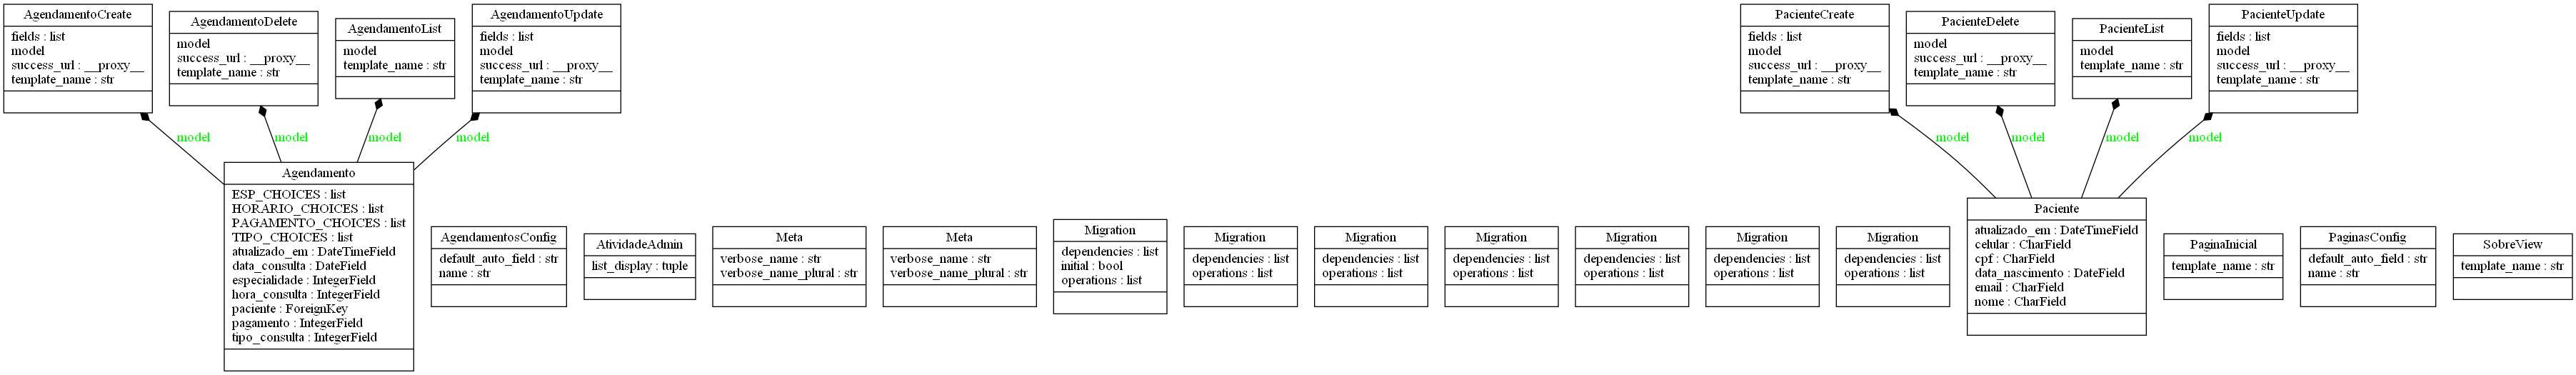 AgendamentoCreate
fields : list
model
success_url : __proxy__
template_name : str
AgendamentoDelete
model
success_url : __proxy__
template_name : str
AgendamentoList
model
template_name : str
AgendamentoUpdate
fields : list
model
success_url : __proxy__
template_name : str
PacienteCreate
fields : list
model
success_url : __proxy__
template_name : str
PacienteDelete
model
success_url : __proxy__
template_name : str
PacienteList
model
template_name : str
PacienteUpdate
fields : list
model
success_url : __proxy__
template_name : str
model
model
model
model
model
model
model
model
Agendamento
ESP_CHOICES : list
HORARIO_CHOICES : list
PAGAMENTO_CHOICES : list
TIPO_CHOICES : list
atualizado_em : DateTimeField
data_consulta : DateField
especialidade : IntegerField
hora_consulta : IntegerField
paciente : ForeignKey
pagamento : IntegerField
tipo_consulta : IntegerField
AgendamentosConfig
default_auto_field : str
name : str
AtividadeAdmin
list_display : tuple
Meta
verbose_name : str
verbose_name_plural : str
Meta
verbose_name : str
verbose_name_plural : str
Migration
dependencies : list
initial : bool
operations : list
Migration
dependencies : list
operations : list
Migration
dependencies : list
operations : list
Migration
dependencies : list
operations : list
Migration
dependencies : list
operations : list
Migration
dependencies : list
operations : list
Migration
dependencies : list
operations : list
Paciente
atualizado_em : DateTimeField
celular : CharField
cpf : CharField
data_nascimento : DateField
email : CharField
nome : CharField
PaginaInicial
template_name : str
PaginasConfig
default_auto_field : str
name : str
SobreView
template_name : str